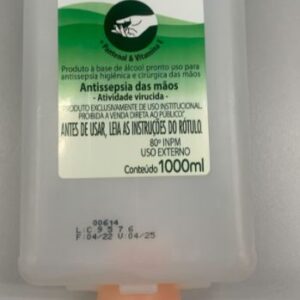 • Pantenol & Vitamina E •
Produto à base de álcool pronto uso para
antissepsia higiênica e cirúrgica das mãos
Antissepsia das mãos
- Atividade virucida -
PRODUTO EXCLUSIVAMENTE DE USO INSTITUCIONAL.
PROIBIDA A VENDA DIRETA AO PÚBLICO".
ANTES DE USAR, LEIA AS INSTRUÇÕES DO RÓTULO.
80º INPM
USO EXTERNO
Conteúdo 1000ml
00614
L:C 9576
F:04/22 V:04/25